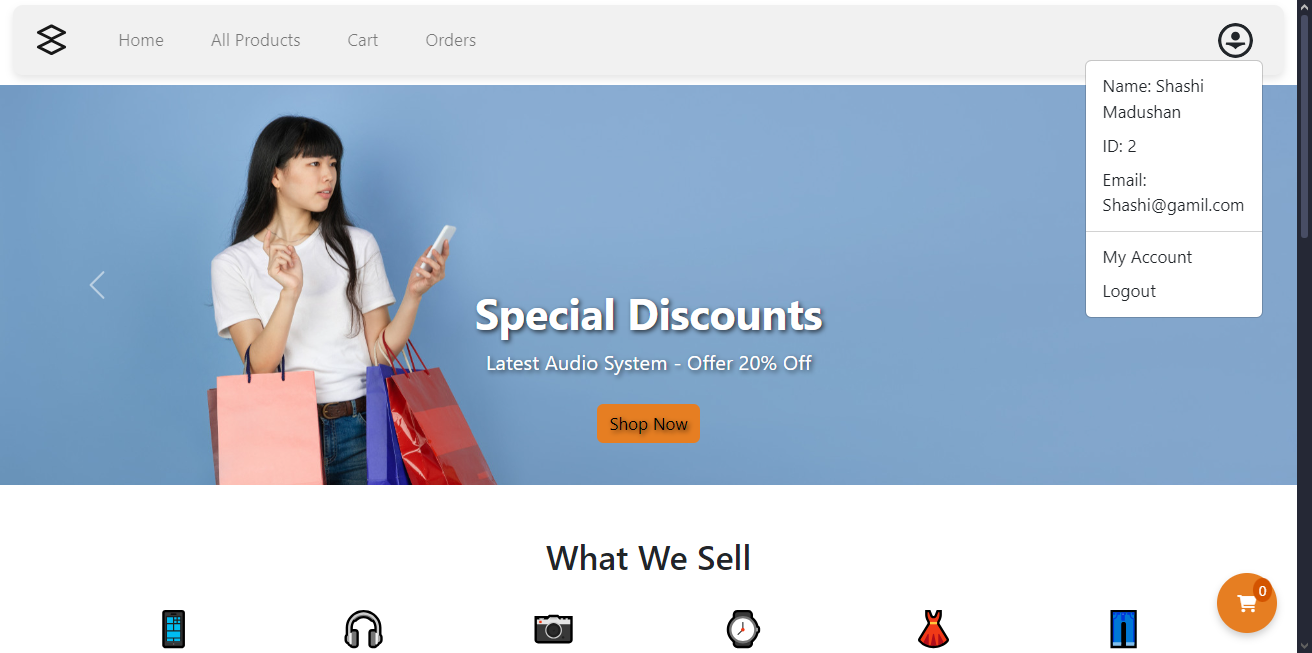 Home
All Products
Cart
Orders
Name: Shashi
Madushan
ID: 2
Email:
Shashi@gamil.com
My Account
Logout
Special Discounts
Latest Audio System - Offer 20% Off
Shop Now
What We Sell
0